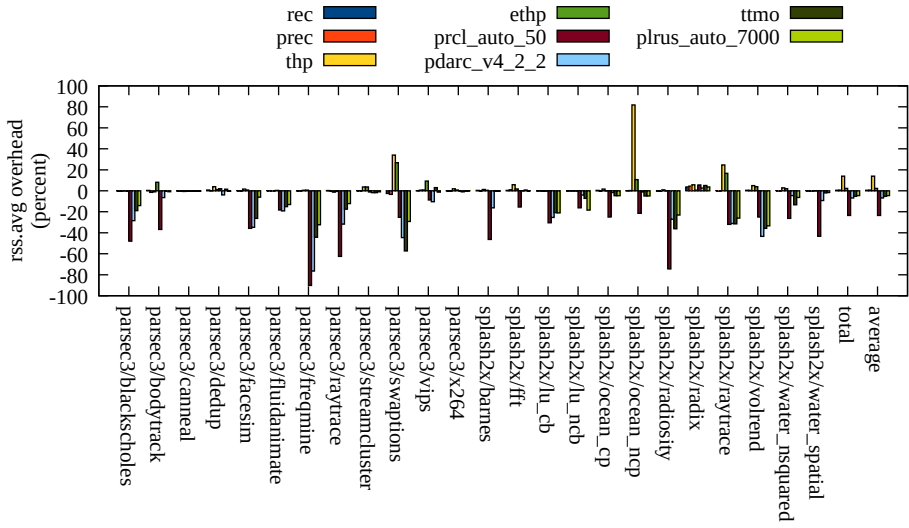 rec
prec
thp
ethp
prcl_auto_50
pdarc_v4_2_2
ttmo
plrus_auto_7000
rss.avg overhead
(percent)
100
80
60
40
20
0
-20
-40
-60
-80
-100
parsec3/blackscholes
parsec3/bodytrack
parsec3/canneal
parsec3/dedup
parsec3/facesim
parsec3/fluidanimate
parsec3/freqmine
parsec3/raytrace
parsec3/streamcluster
parsec3/swaptions
parsec3/vips
parsec3/x264
splash2x/barnes
splash2x/fft
splash2x/lu_cb
splash2x/lu_ncb
splash2x/ocean_cp
splash2x/ocean_ncp
splash2x/radiosity
splash2x/radix
splash2x/raytrace
splash2x/volrend
splash2x/water_nsquared
splash2x/water_spatial
total
average